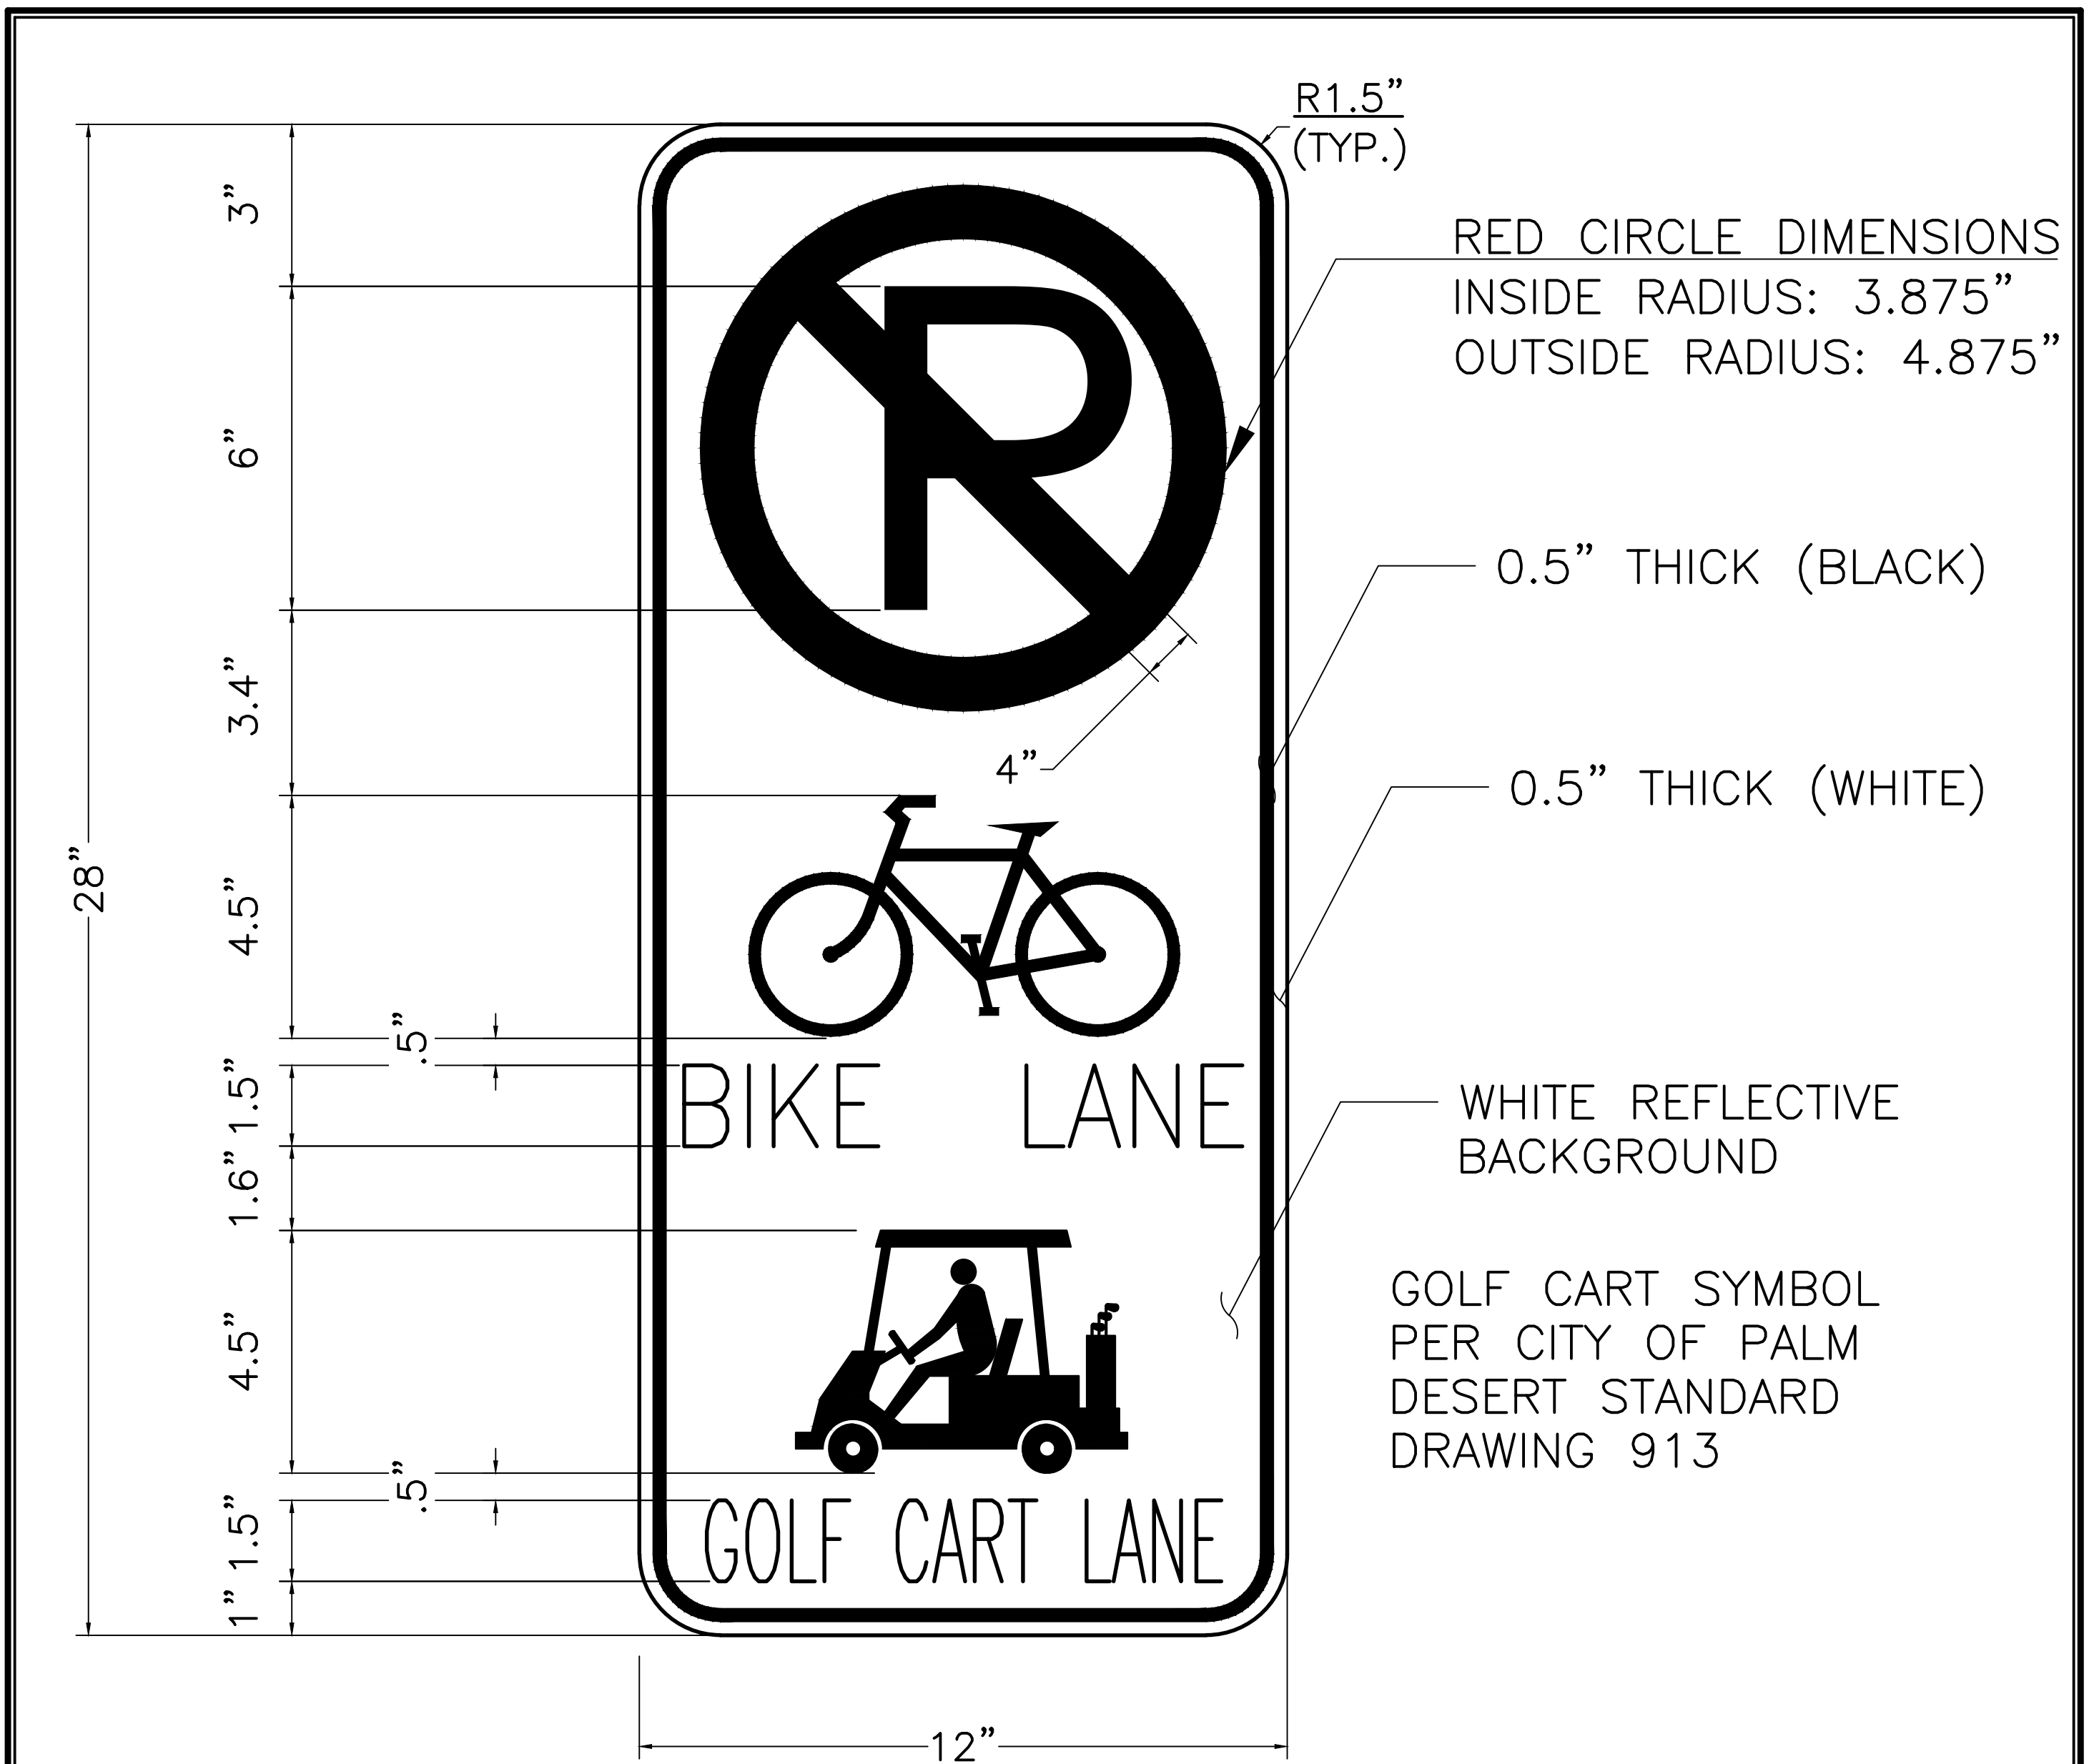 R1.5”
(TYP.)
RED CIRCLE DIMENSIONS
INSIDE RADIUS: 3.875”
OUTSIDE RADIUS: 4.875”
0.5” THICK (BLACK)
0.5” THICK (WHITE)
WHITE REFLECTIVE
BACKGROUND
GOLF CART SYMBOL
PER CITY OF PALM
DESERT STANDARD
DRAWING 913
28”
3”
6”
3.4”
4.5”
.5”
1.5”
1.6”
4.5”
.5”
1.5”
1”
P
4”
BIKE LANE
GOLF CART LANE
12”